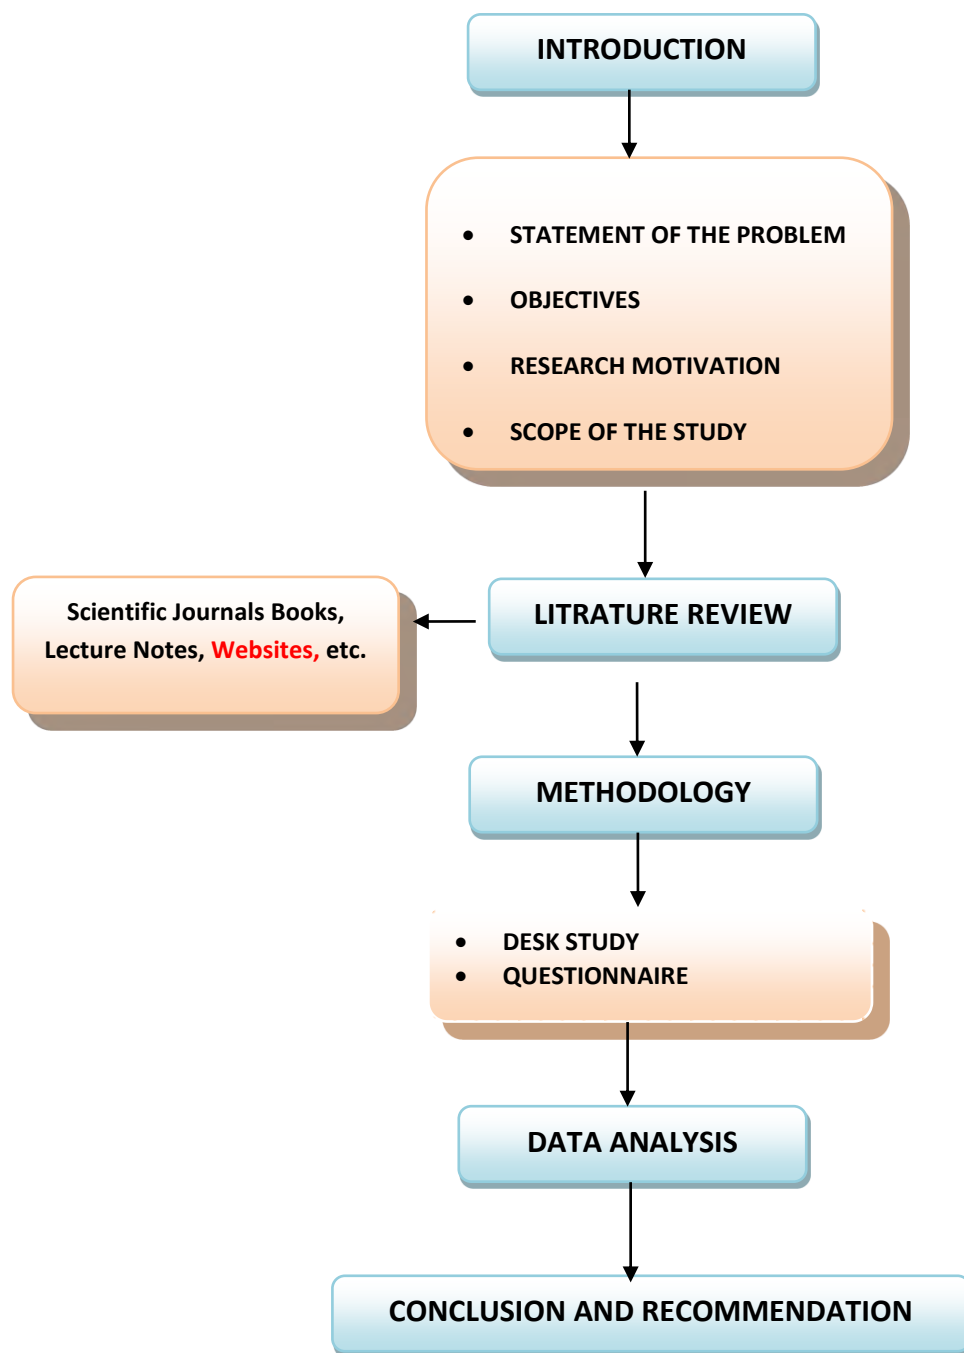 INTRODUCTION
• STATEMENT OF THE PROBLEM
• OBJECTIVES
• RESEARCH MOTIVATION
• SCOPE OF THE STUDY
LITRATURE REVIEW
Scientific Journals Books,
Lecture Notes, Websites, etc.
METHODOLOGY
• DESK STUDY
• QUESTIONNAIRE
DATA ANALYSIS
CONCLUSION AND RECOMMENDATION